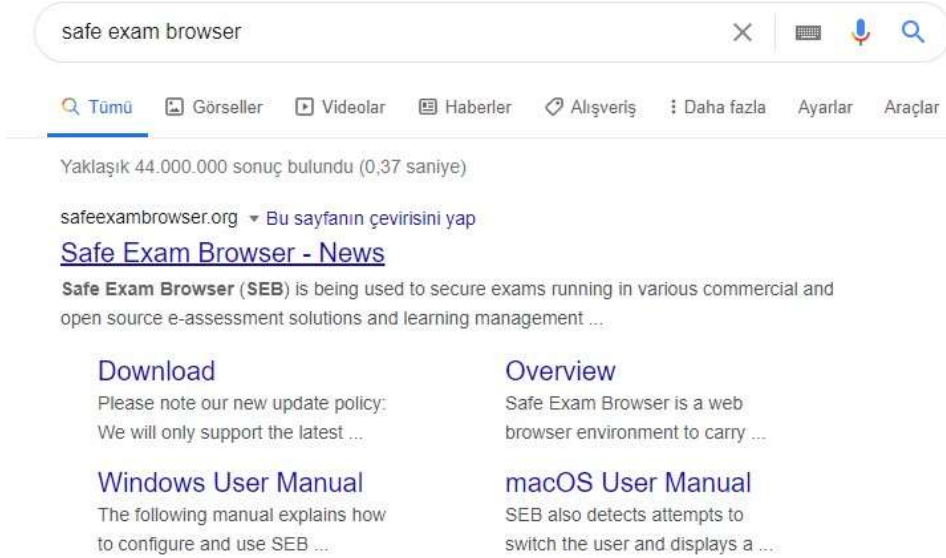 safe exam browser
Tümü Görseller Videolar Haberler Alışveriş Daha fazla Ayarlar Araçlar
Yaklaşık 44.000.000 sonuç bulundu (0,37 saniye)
safeexambrowser.org Bu sayfanın çevirisini yap
Safe Exam Browser - News
Safe Exam Browser (SEB) is being used to secure exams running in various commercial and
open source e-assessment solutions and learning management ...
Download
Please note our new update policy:
We will only support the latest ...
Overview
Safe Exam Browser is a web
browser environment to carry ...
Windows User Manual
The following manual explains how
to configure and use SEB ...
macOS User Manual
SEB also detects attempts to
switch the user and displays a ...